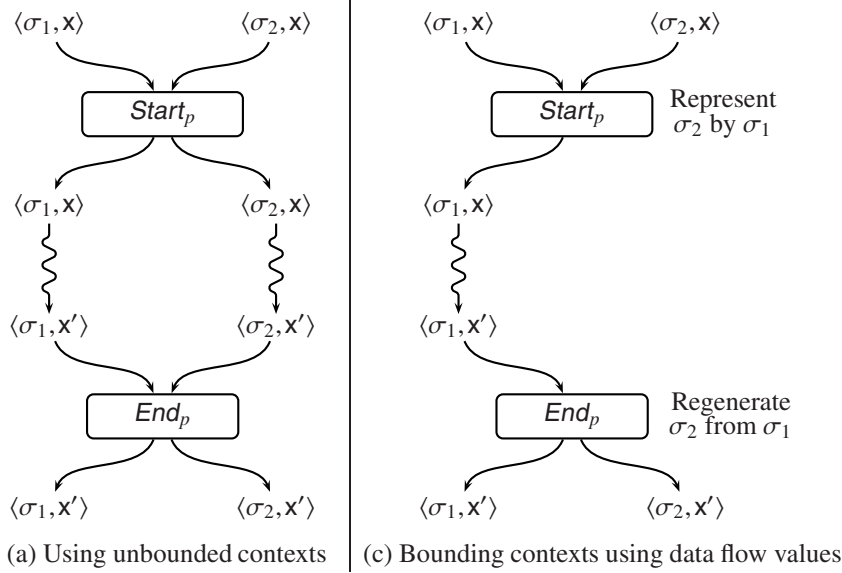 ⟨σ₁, x⟩ ⟨σ₂, x⟩
Startₚ
⟨σ₁, x⟩ ⟨σ₂, x⟩
⟨σ₁, x′⟩ ⟨σ₂, x′⟩
Endₚ
⟨σ₁, x′⟩ ⟨σ₂, x′⟩
(a) Using unbounded contexts
⟨σ₁, x⟩ ⟨σ₂, x⟩
Startₚ
Represent
σ₂ by σ₁
⟨σ₁, x⟩
⟨σ₁, x′⟩
Endₚ
Regenerate
σ₂ from σ₁
⟨σ₁, x′⟩ ⟨σ₂, x′⟩
(c) Bounding contexts using data flow values